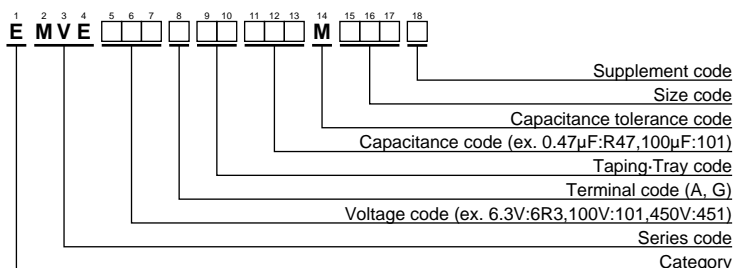 1 2 3 4 5 6 7 8 9 10 11 12 13 14 15 16 17 18
E M V E M
Supplement code
Size code
Capacitance tolerance code
Capacitance code (ex. 0.47µF:R47,100µF:101)
Taping·Tray code
Terminal code (A, G)
Voltage code (ex. 6.3V:6R3,100V:101,450V:451)
Series code
Category